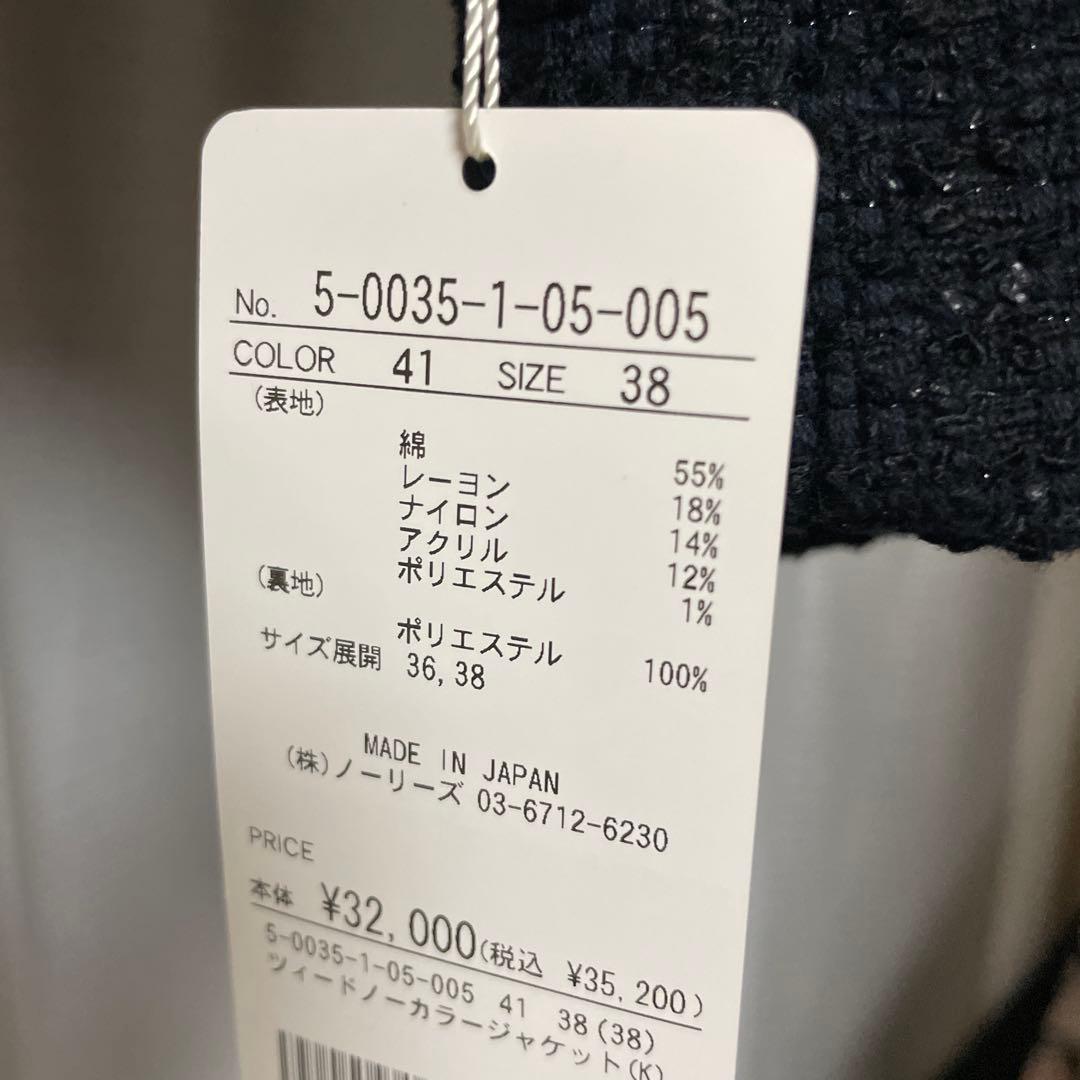 No. 5-0035-1-05-005
COLOR 41 SIZE 38
(表地)
綿 55%
レーヨン 18%
ナイロン 14%
アクリル 12%
ポリエステル 1%
(裏地)
ポリエステル 100%
サイズ展開 36,38
MADE IN JAPAN
(株)ノーリーズ 03-6712-6230
PRICE
本体 ¥32,000(税込 ¥35,200)
5-0035-1-05-005 41 38(38)
ツィードノーカラージャケット(K)